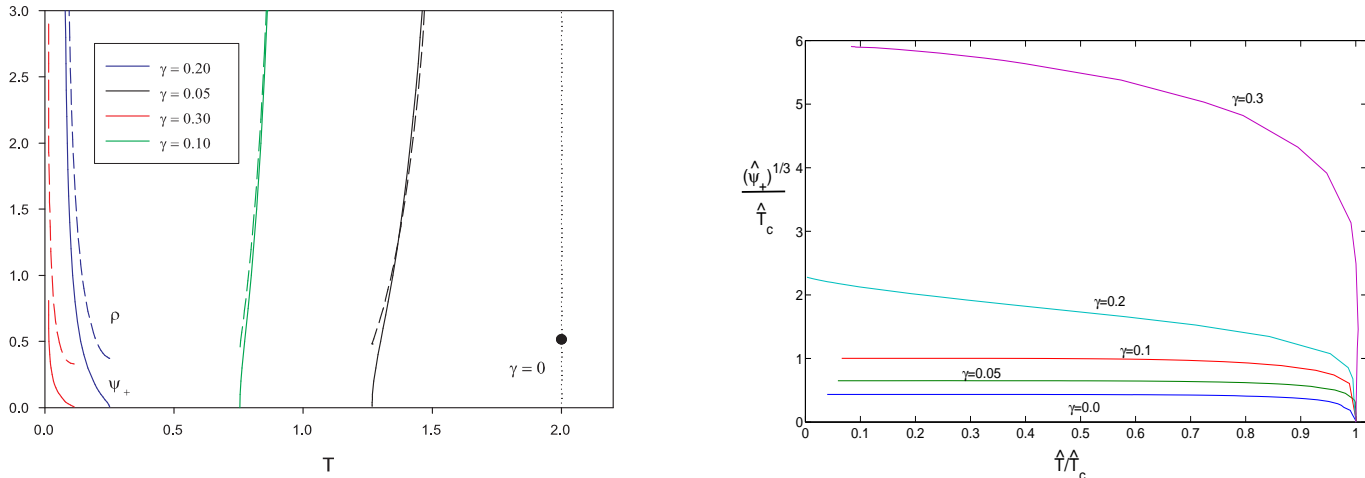 3.0
2.5
2.0
1.5
1.0
0.5
0.0
γ = 0.20
γ = 0.05
γ = 0.30
γ = 0.10
ρ
ψ+
γ = 0
0.0 0.5 1.0 1.5 2.0
T
6
5
4
3
2
1
0
(ψ̂+)^1/3
T̂c
γ=0.3
γ=0.2
γ=0.1
γ=0.05
γ=0.0
0 0.1 0.2 0.3 0.4 0.5 0.6 0.7 0.8 0.9 1
T̂/T̂c